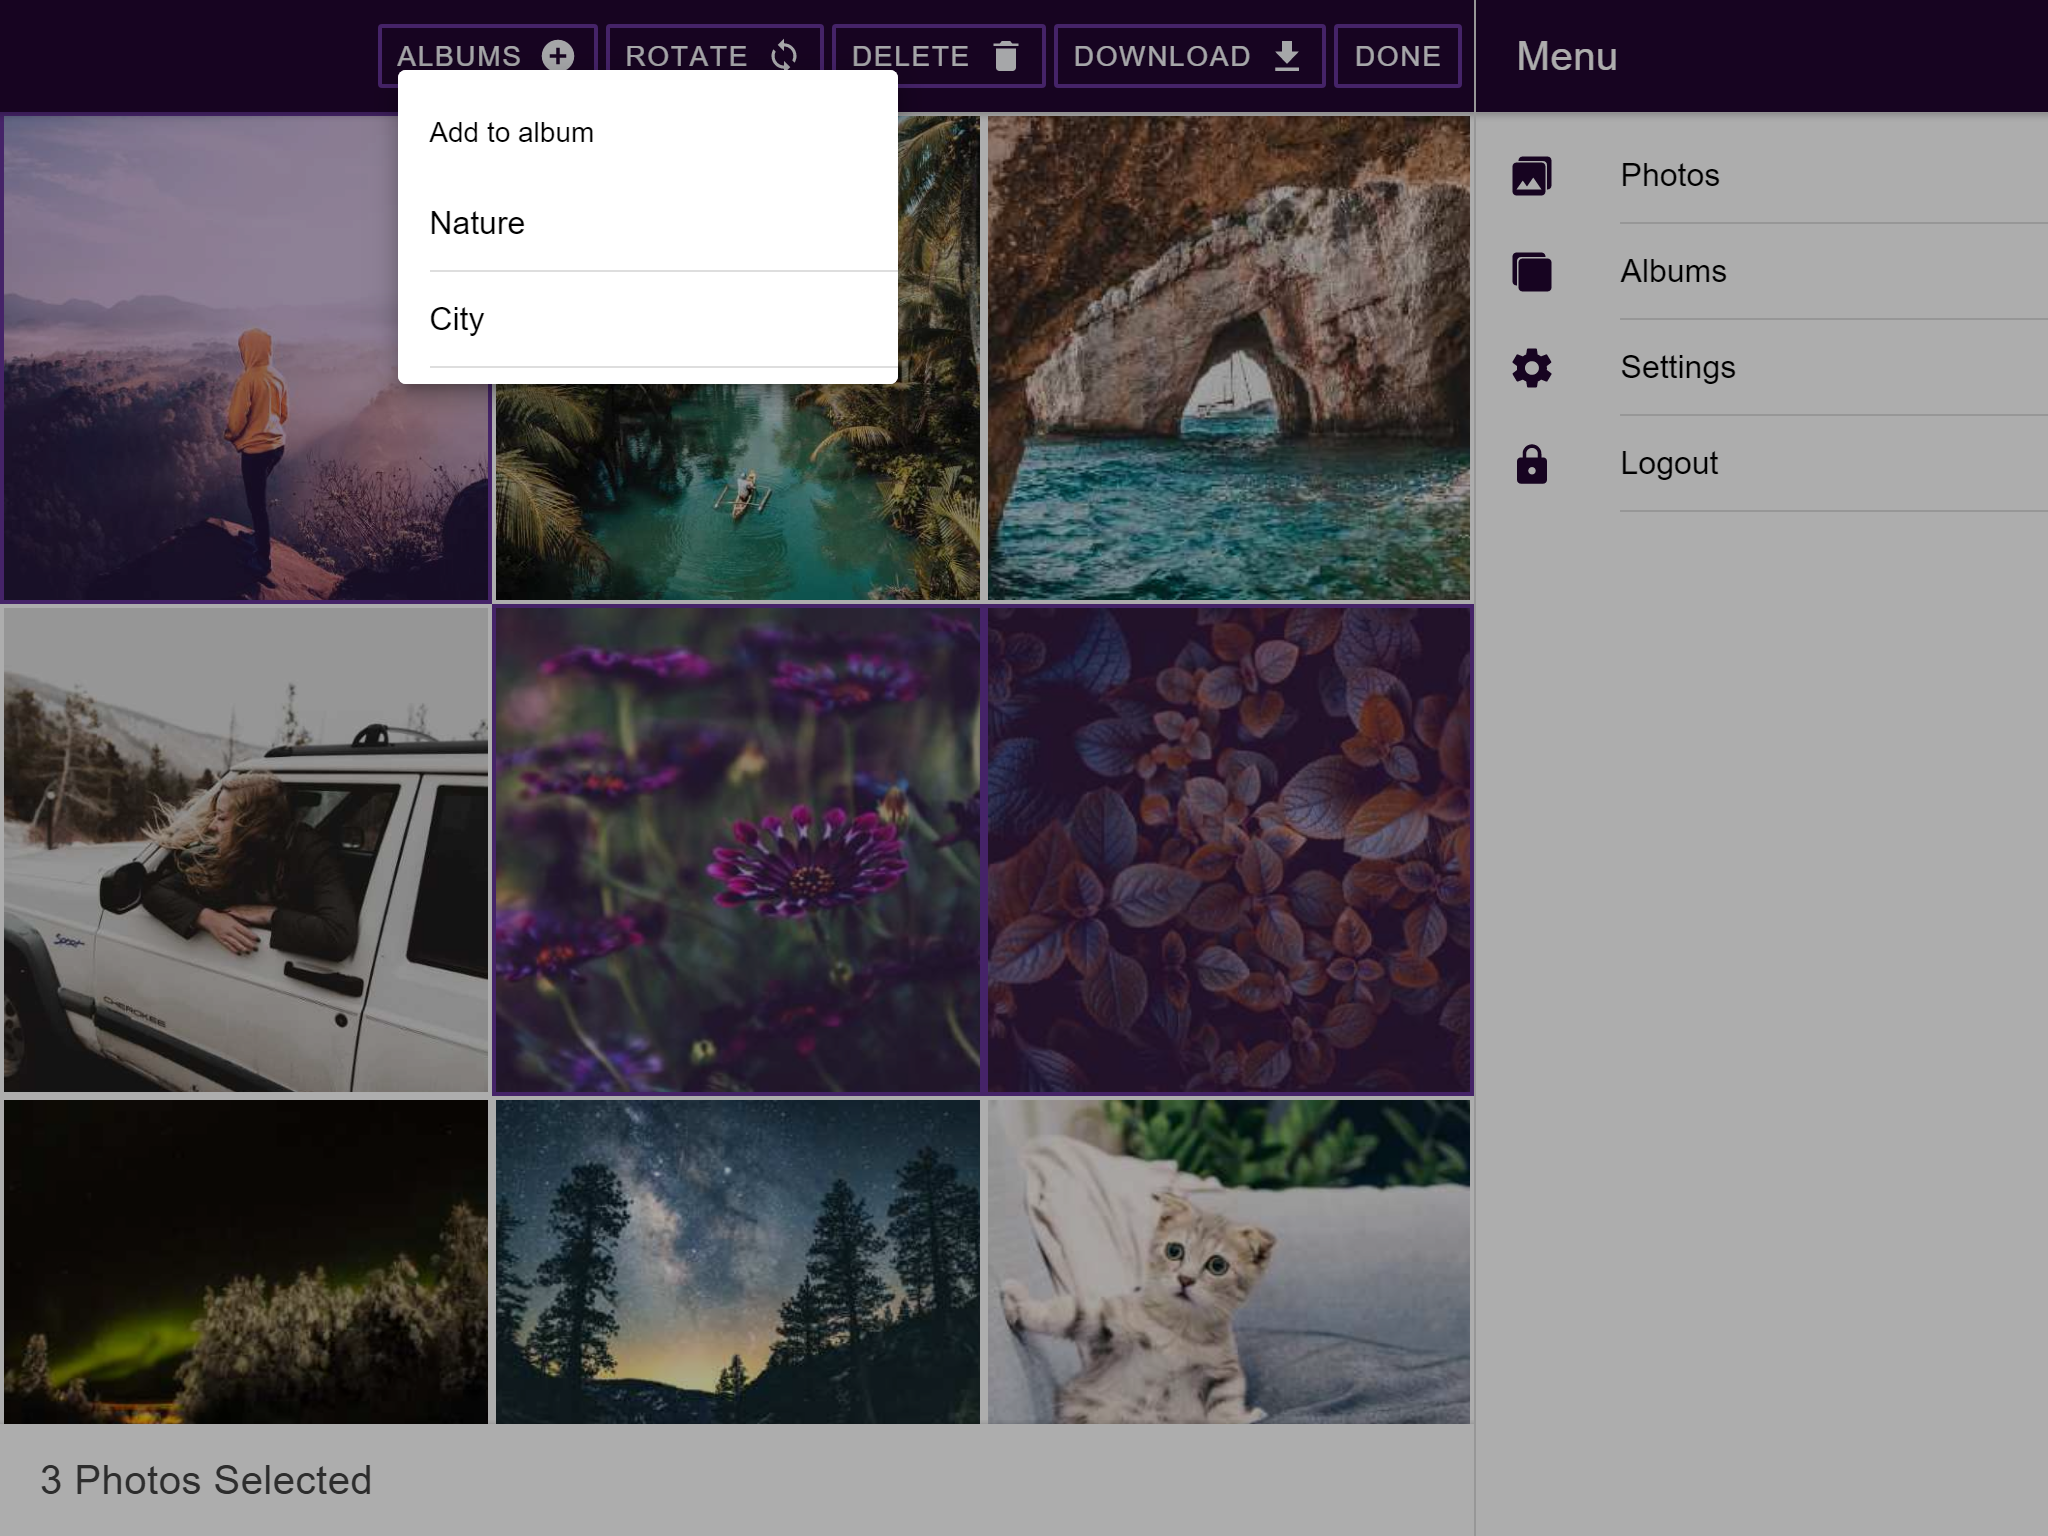 ALBUMS
ROTATE
DELETE
DOWNLOAD
DONE
Menu
Add to album
Nature
City
Photos
Albums
Settings
Logout
Sport
CHEROKEE
3 Photos Selected